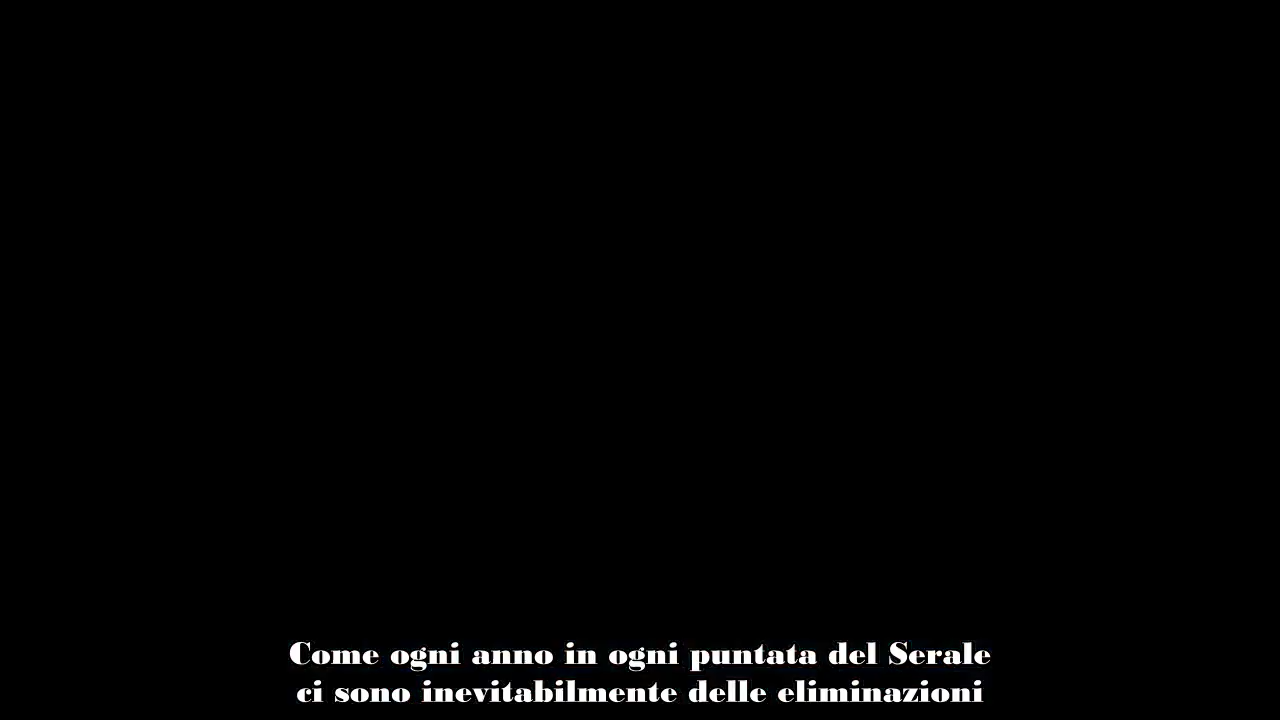 Come ogni anno in ogni puntata del Serale
ci sono inevitabilmente delle eliminazioni